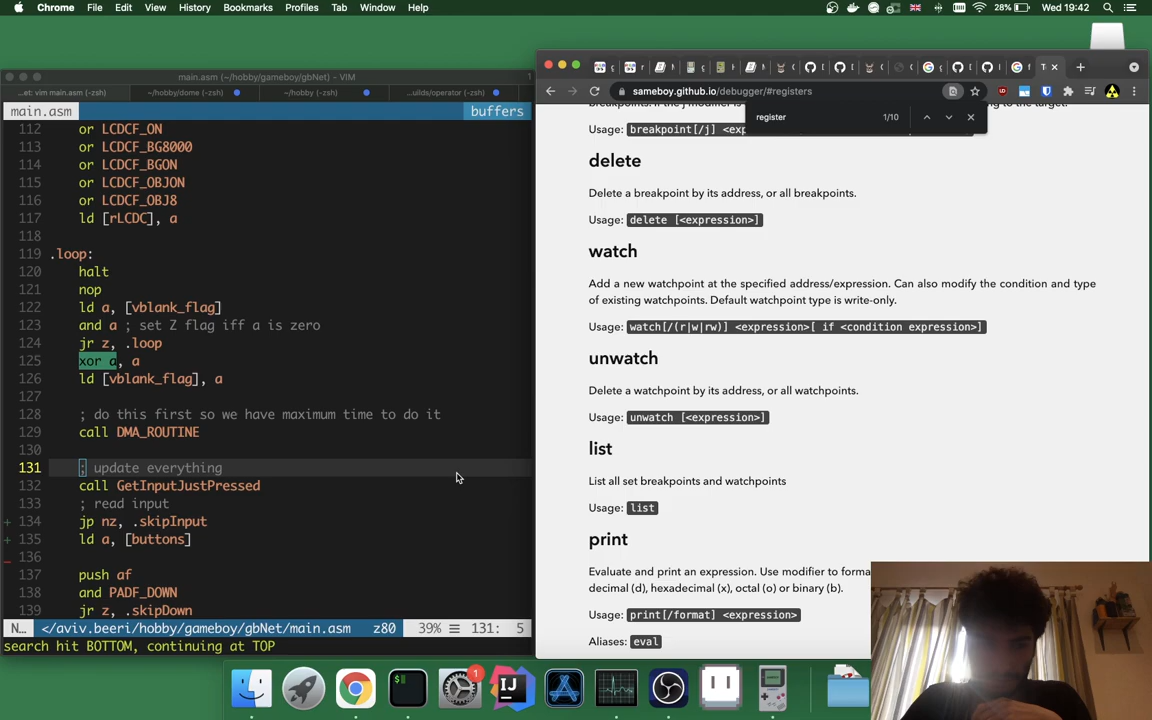 Chrome File Edit View History Bookmarks Profiles Tab Window Help 28% Wed 19:42
main.asm (~/hobby/gameboy/gbNet) - VIM
...et: vim main.asm (-zsh) ~/hobby/dome (-zsh) ~/hobby (-zsh) ...uilds/operator (-zsh)
main.asm buffers
112 or LCDCF_ON
113 or LCDCF_BG8000
114 or LCDCF_BGON
115 or LCDCF_OBJON
116 or LCDCF_OBJ8
117 ld [rLCDC], a
118
119 .loop:
120 halt
121 nop
122 ld a, [vblank_flag]
123 and a ; set Z flag iff a is zero
124 jr z, .loop
125 xor a, a
126 ld [vblank_flag], a
127
128 ; do this first so we have maximum time to do it
129 call DMA_ROUTINE
130
131 ; update everything
132 call GetInputJustPressed
133 ; read input
+ 134 jp nz, .skipInput
+ 135 ld a, [buttons]
_ 136
137 push af
138 and PADF_DOWN
139 jr z, .skipDown
N... </aviv.beeri/hobby/gameboy/gbNet/main.asm z80 39% ☰ 131: 5
search hit BOTTOM, continuing at TOP
sameboy.github.io/debugger/#registers
register 1/10
Usage: breakpoint[/j]
delete
Delete a breakpoint by its address, or all breakpoints.
Usage: delete [<expression>]
watch
Add a new watchpoint at the specified address/expression. Can also modify the condition and type
of existing watchpoints. Default watchpoint type is write-only.
Usage: watch[/(r|w|rw)] <expression>[ if <condition expression>]
unwatch
Delete a watchpoint by its address, or all watchpoints.
Usage: unwatch [<expression>]
list
List all set breakpoints and watchpoints
Usage: list
print
Evaluate and print an expression. Use modifier to forma
decimal (d), hexadecimal (x), octal (o) or binary (b).
Usage: print[/format] <expression>
Aliases: eval